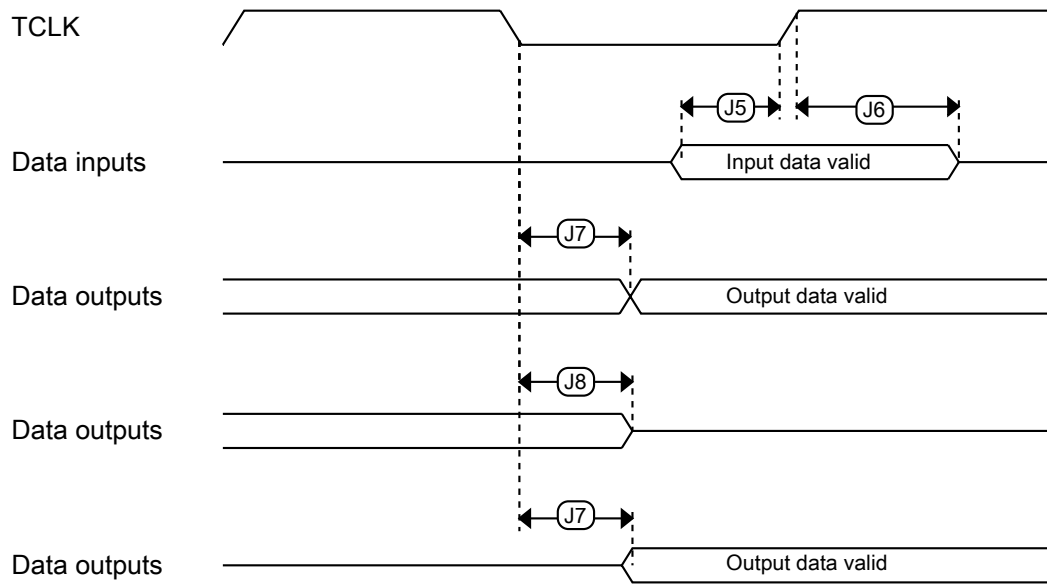 TCLK
J5
J6
Data inputs
Input data valid
J7
Data outputs
Output data valid
J8
Data outputs
J7
Data outputs
Output data valid